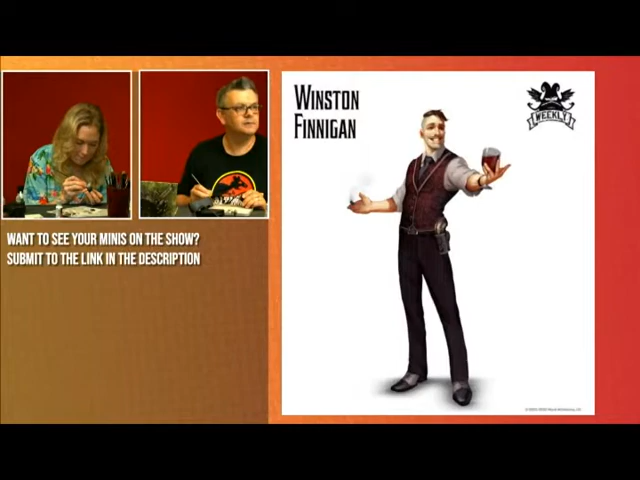 WINSTON
FINNIGAN
WEEKLY
WANT TO SEE YOUR MINIS ON THE SHOW?
SUBMIT TO THE LINK IN THE DESCRIPTION